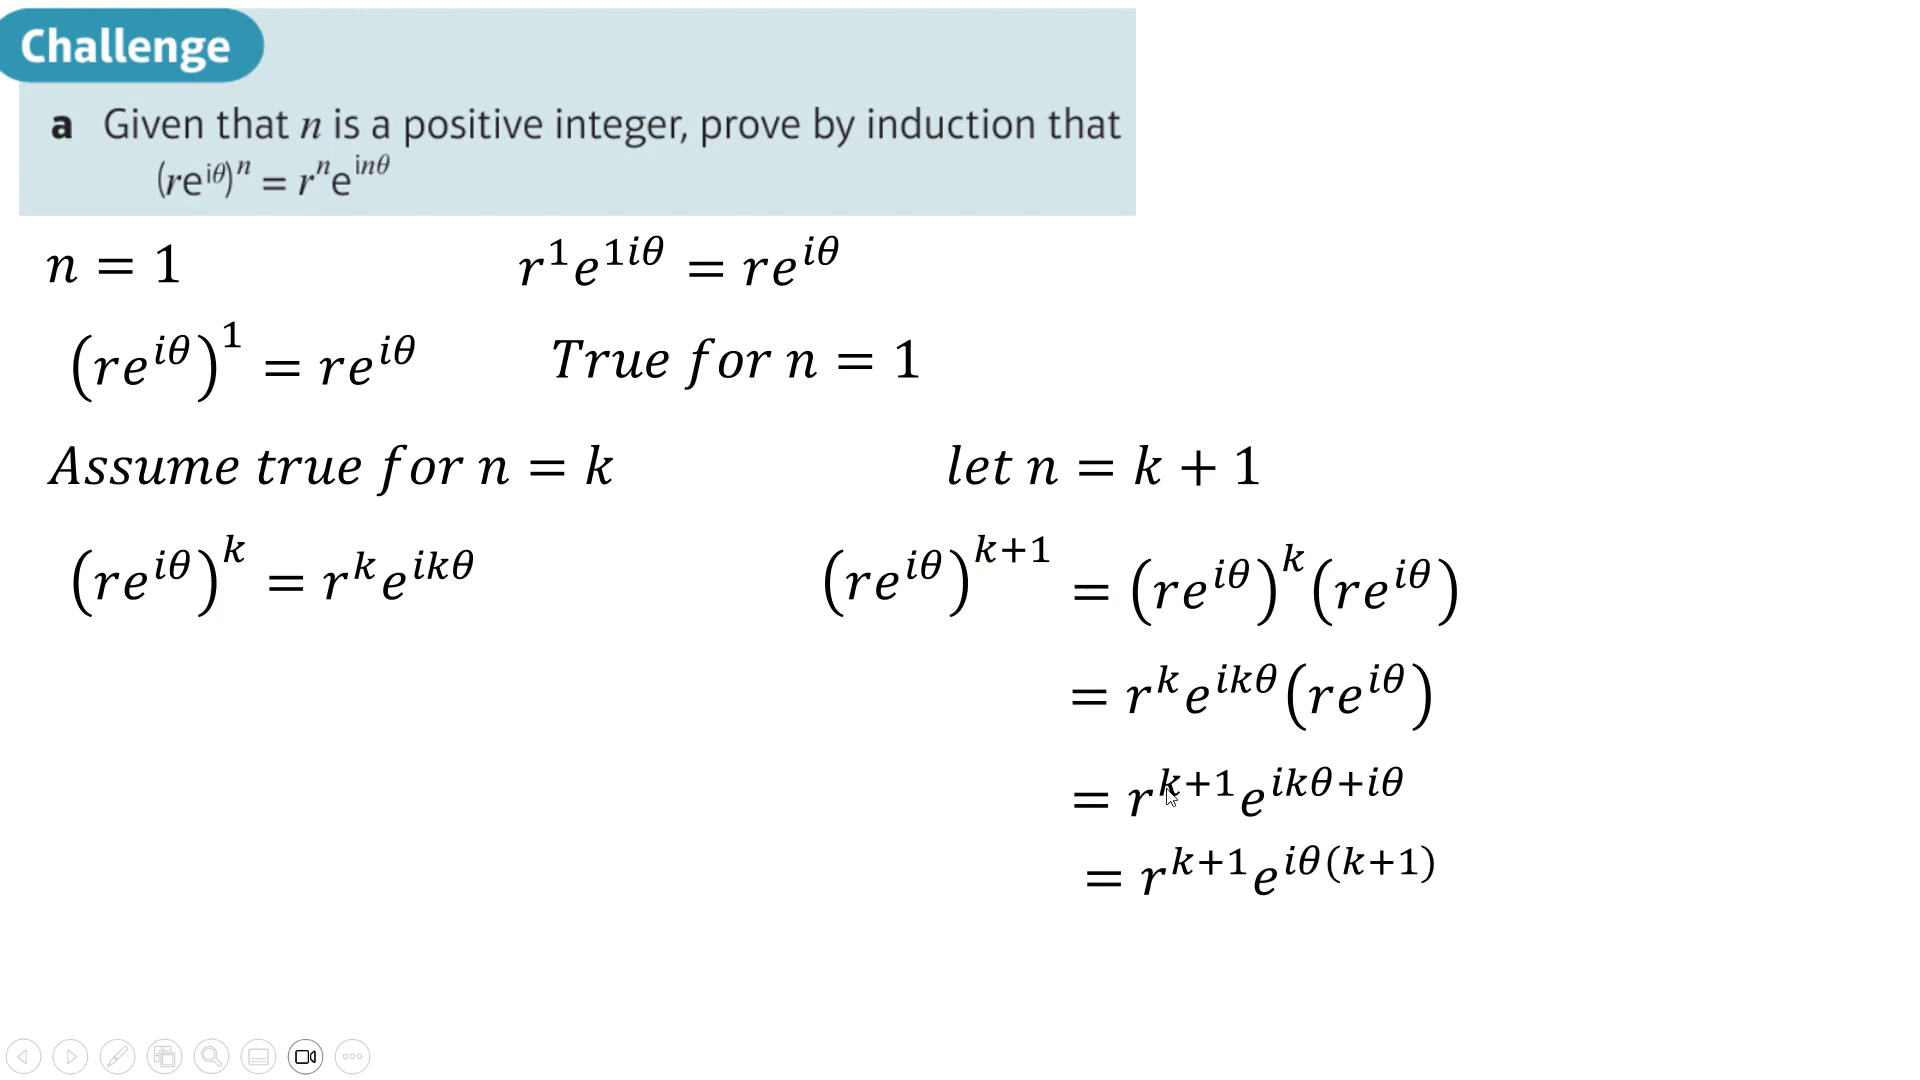 Challenge
a Given that n is a positive integer, prove by induction that
(re^{iθ})^n = r^n e^{inθ}
n = 1
r^1 e^{1iθ} = re^{iθ}
(re^{iθ})^1 = re^{iθ}
True for n = 1
Assume true for n = k
let n = k + 1
(re^{iθ})^k = r^k e^{ikθ}
(re^{iθ})^{k+1} = (re^{iθ})^k (re^{iθ})
= r^k e^{ikθ} (re^{iθ})
= r^{k+1} e^{ikθ+iθ}
= r^{k+1} e^{iθ(k+1)}